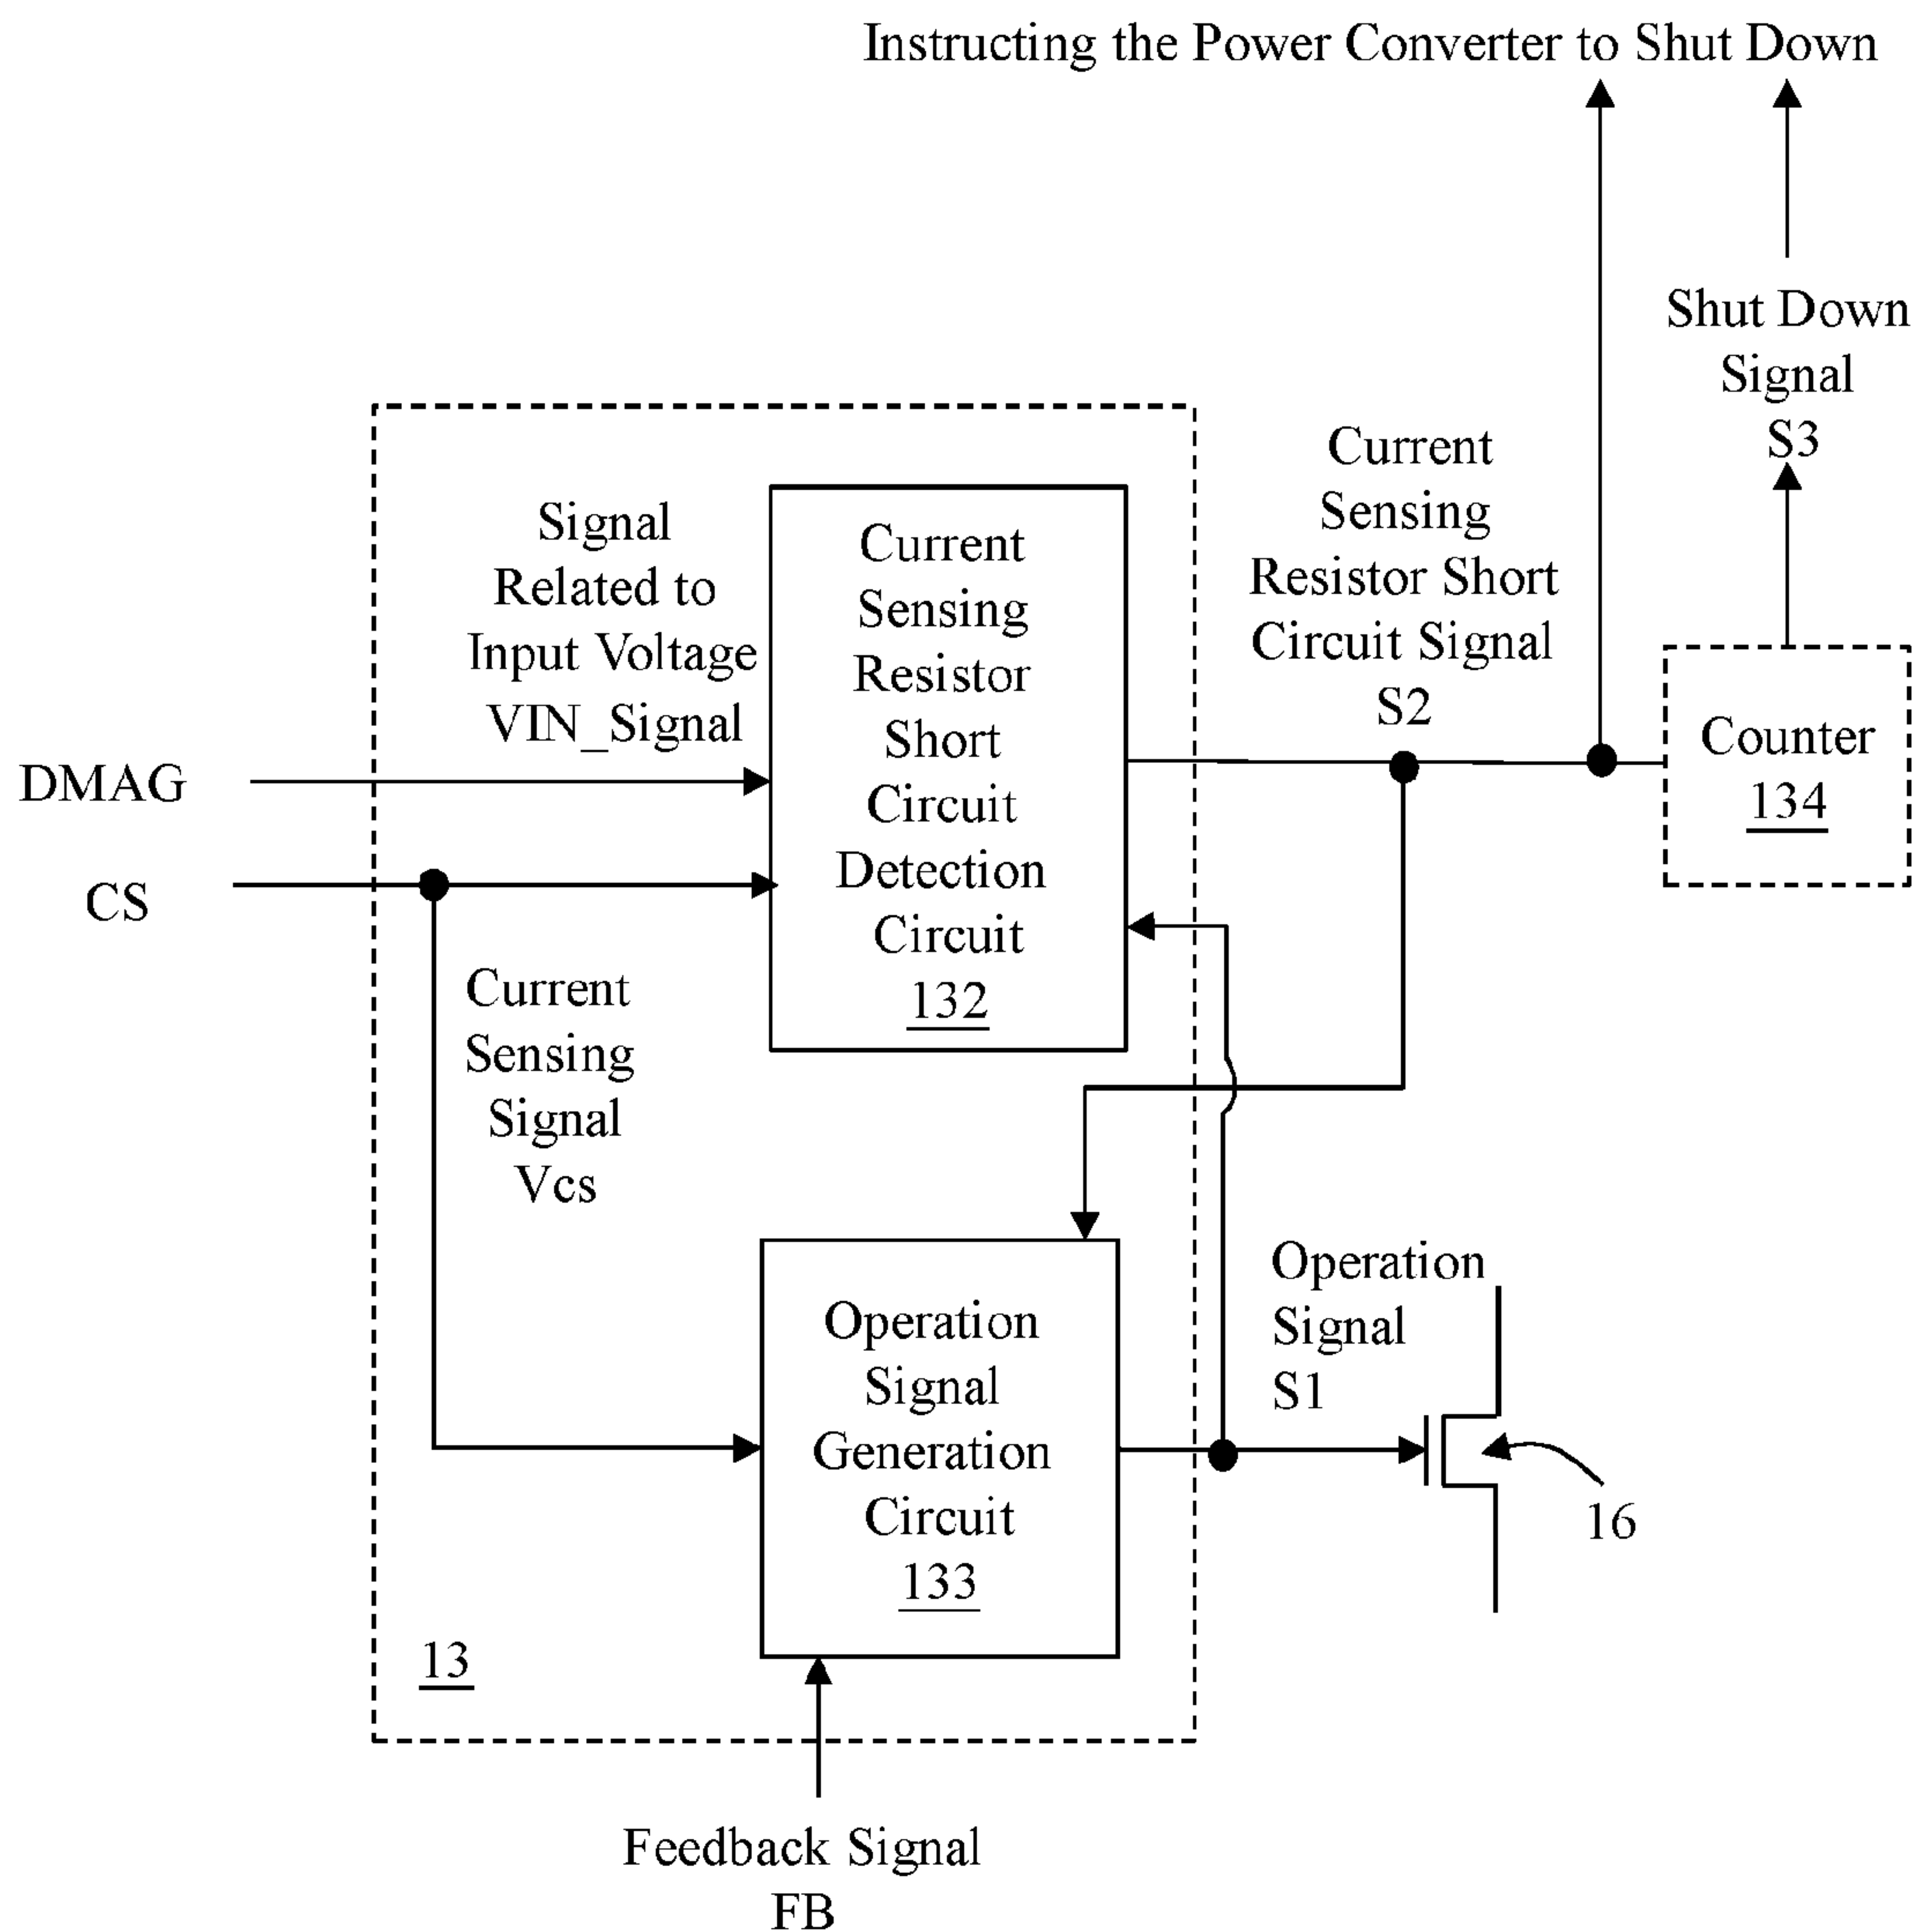 Instructing the Power Converter to Shut Down
Shut Down
Signal
S3
Current
Sensing
Resistor Short
Circuit Signal
S2
Signal
Related to
Input Voltage
VIN_Signal
Current
Sensing
Resistor
Short
Circuit
Detection
Circuit
132
Counter
134
DMAG
CS
Current
Sensing
Signal
Vcs
Operation
Signal
S1
Operation
Signal
Generation
Circuit
133
16
13
Feedback Signal
FB